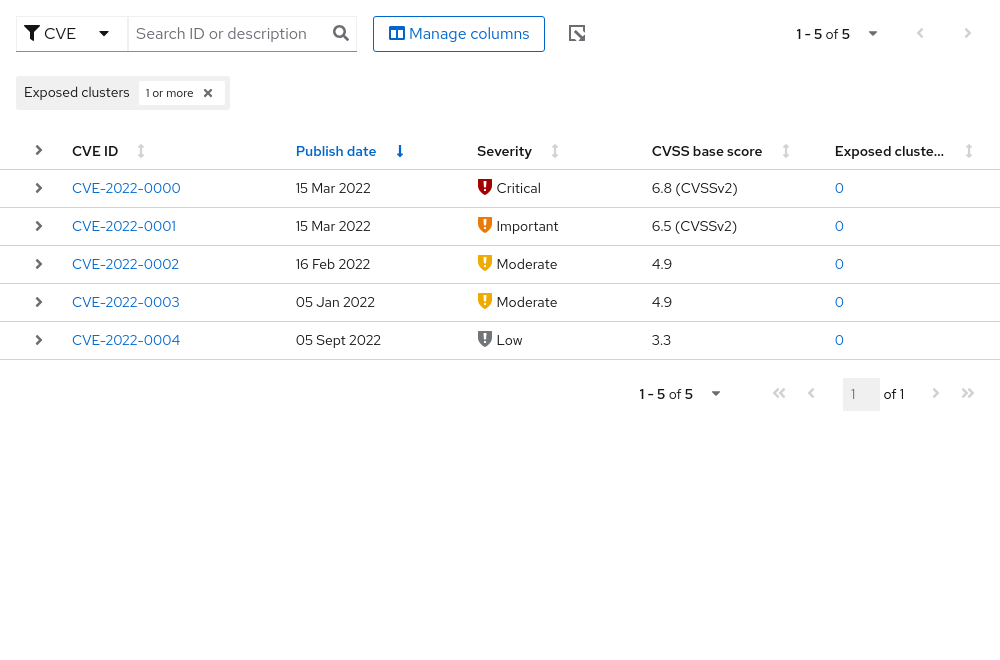 CVE Search ID or description Manage columns 1 - 5 of 5
Exposed clusters 1 or more
CVE ID Publish date Severity CVSS base score Exposed cluste...
CVE-2022-0000 15 Mar 2022 Critical 6.8 (CVSSv2) 0
CVE-2022-0001 15 Mar 2022 Important 6.5 (CVSSv2) 0
CVE-2022-0002 16 Feb 2022 Moderate 4.9 0
CVE-2022-0003 05 Jan 2022 Moderate 4.9 0
CVE-2022-0004 05 Sept 2022 Low 3.3 0
1 - 5 of 5 1 of 1